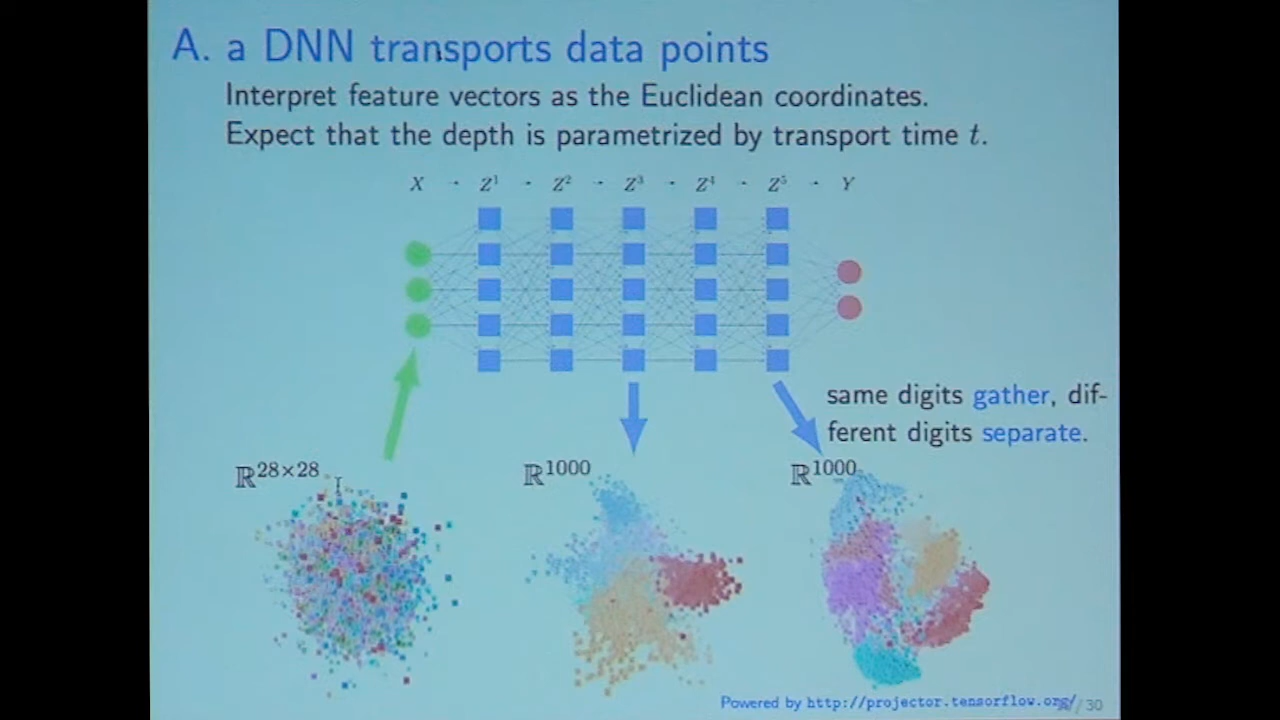 A. a DNN transports data points
Interpret feature vectors as the Euclidean coordinates.
Expect that the depth is parametrized by transport time t.
X · Z¹ · Z² · Z³ · Z⁴ · Z⁵ · Y
same digits gather, dif-
ferent digits separate.
ℝ²⁸ˣ²⁸ ℝ¹⁰⁰⁰ ℝ¹⁰⁰⁰
Powered by http://projector.tensorflow.org/
/ 30